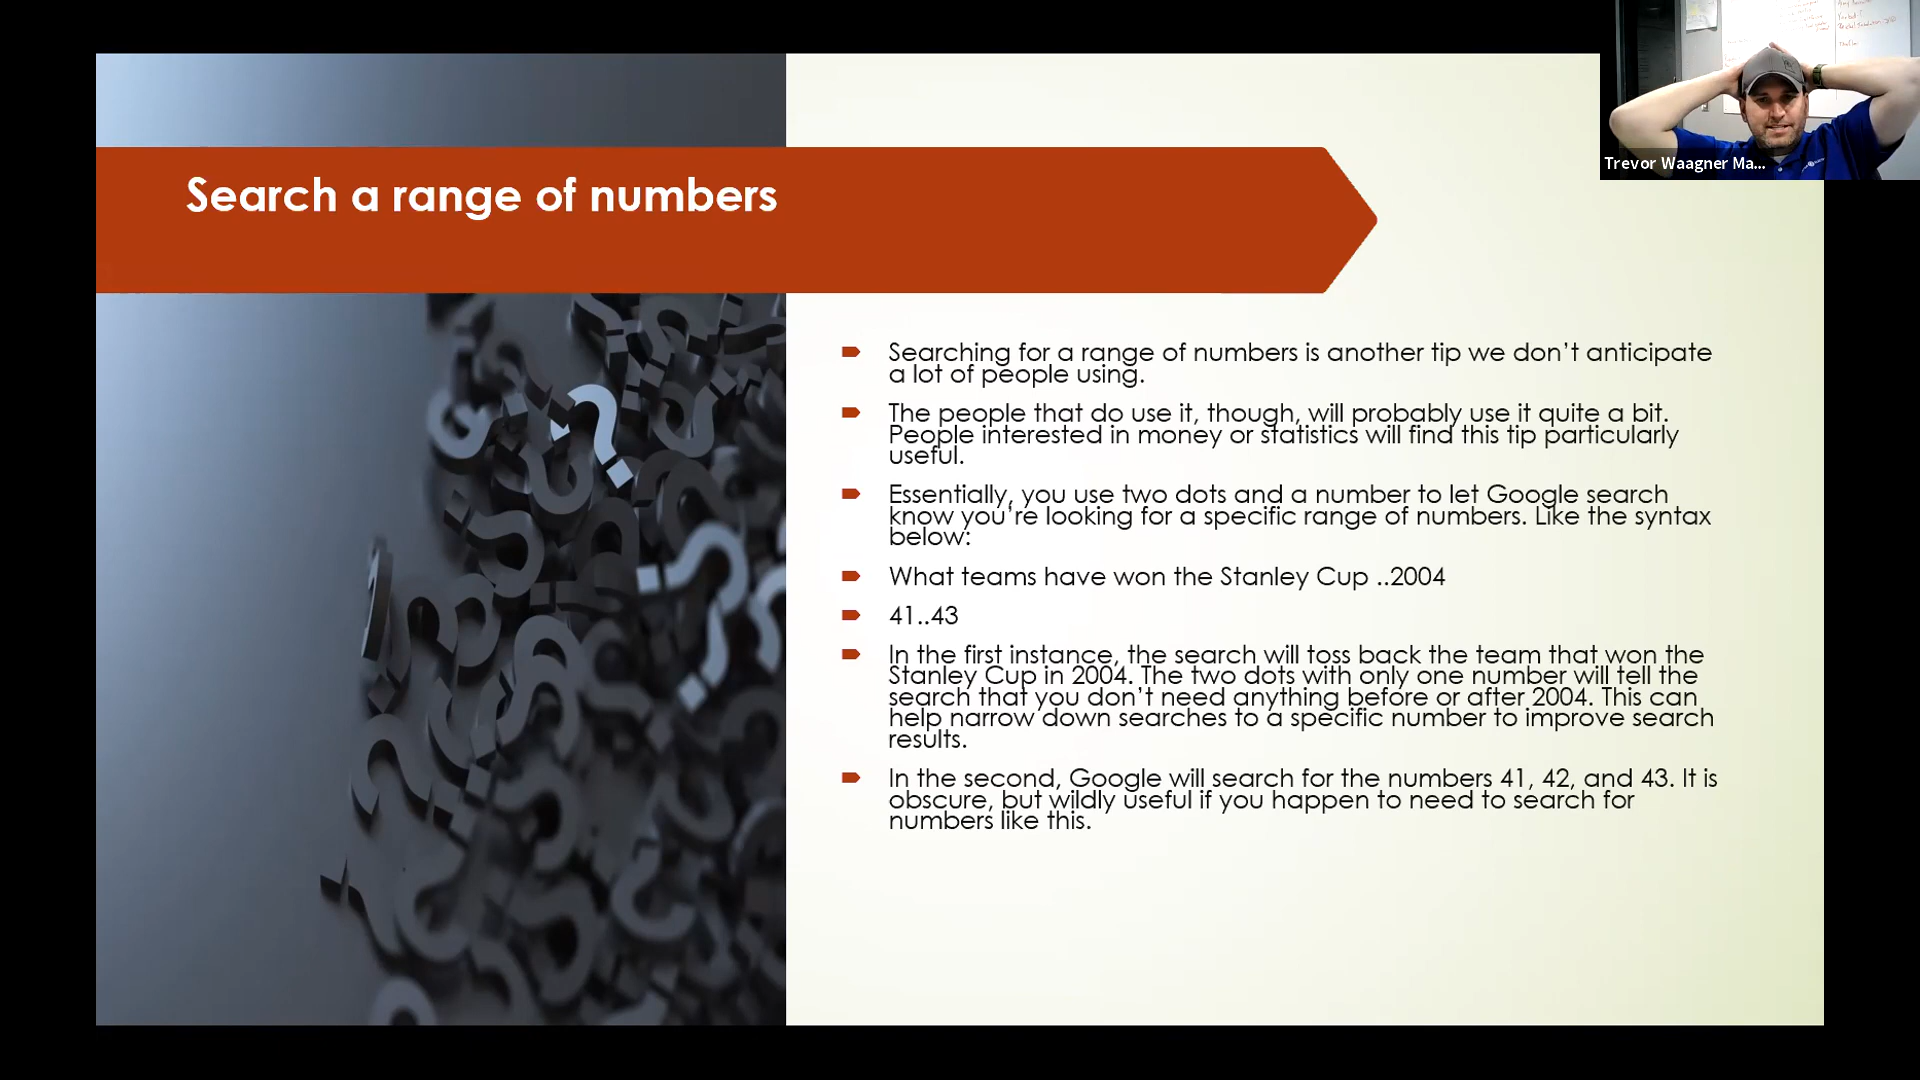 Search a range of numbers
Trevor Waagner Ma...
Searching for a range of numbers is another tip we don’t anticipate
a lot of people using.
The people that do use it, though, will probably use it quite a bit.
People interested in money or statistics will find this tip particularly
useful.
Essentially, you use two dots and a number to let Google search
know you’re looking for a specific range of numbers. Like the syntax
below:
What teams have won the Stanley Cup ..2004
41..43
In the first instance, the search will toss back the team that won the
Stanley Cup in 2004. The two dots with only one number will tell the
search that you don’t need anything before or after 2004. This can
help narrow down searches to a specific number to improve search
results.
In the second, Google will search for the numbers 41, 42, and 43. It is
obscure, but wildly useful if you happen to need to search for
numbers like this.